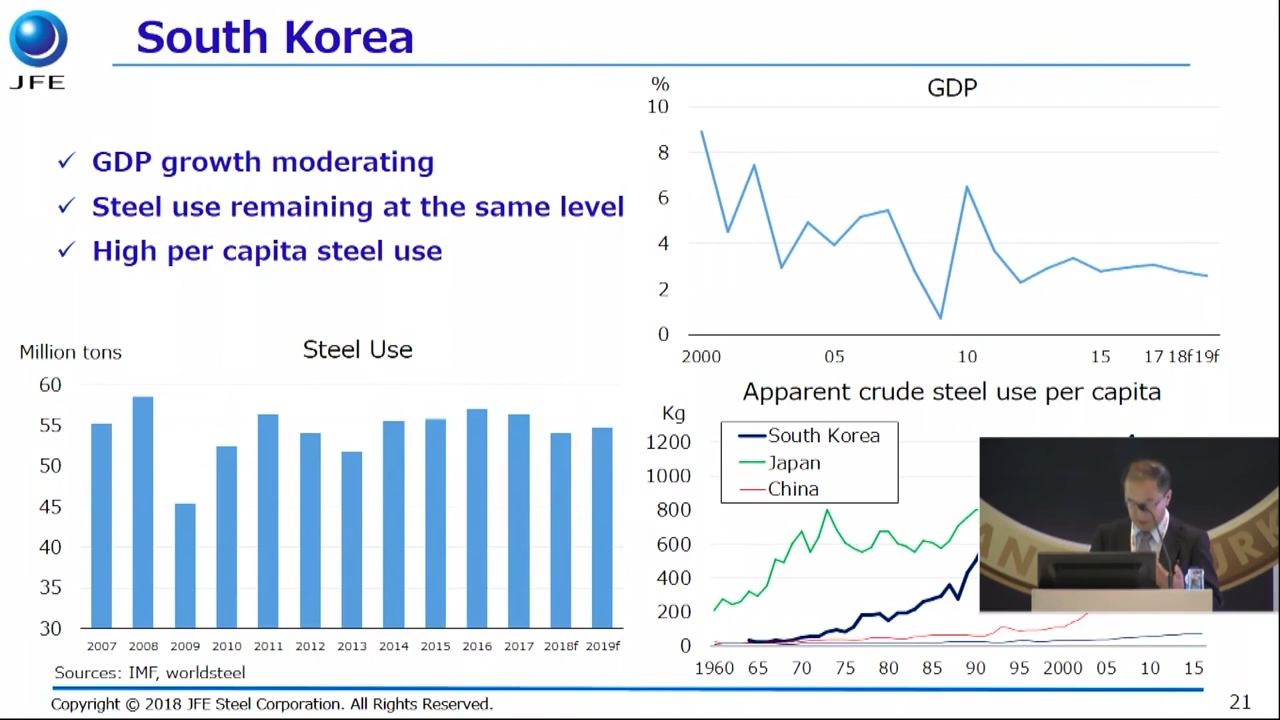 JFE
South Korea
✓ GDP growth moderating
✓ Steel use remaining at the same level
✓ High per capita steel use
GDP
%
10
8
6
4
2
0
2000 05 10 15 17 18f 19f
Steel Use
Million tons
60
55
50
45
40
35
30
2007 2008 2009 2010 2011 2012 2013 2014 2015 2016 2017 2018f 2019f
Apparent crude steel use per capita
Kg
1200
1000
800
600
400
200
0
South Korea
Japan
China
1960 65 70 75 80 85 90 95 2000 05 10 15
Sources: IMF, worldsteel
Copyright © 2018 JFE Steel Corporation. All Rights Reserved.
21